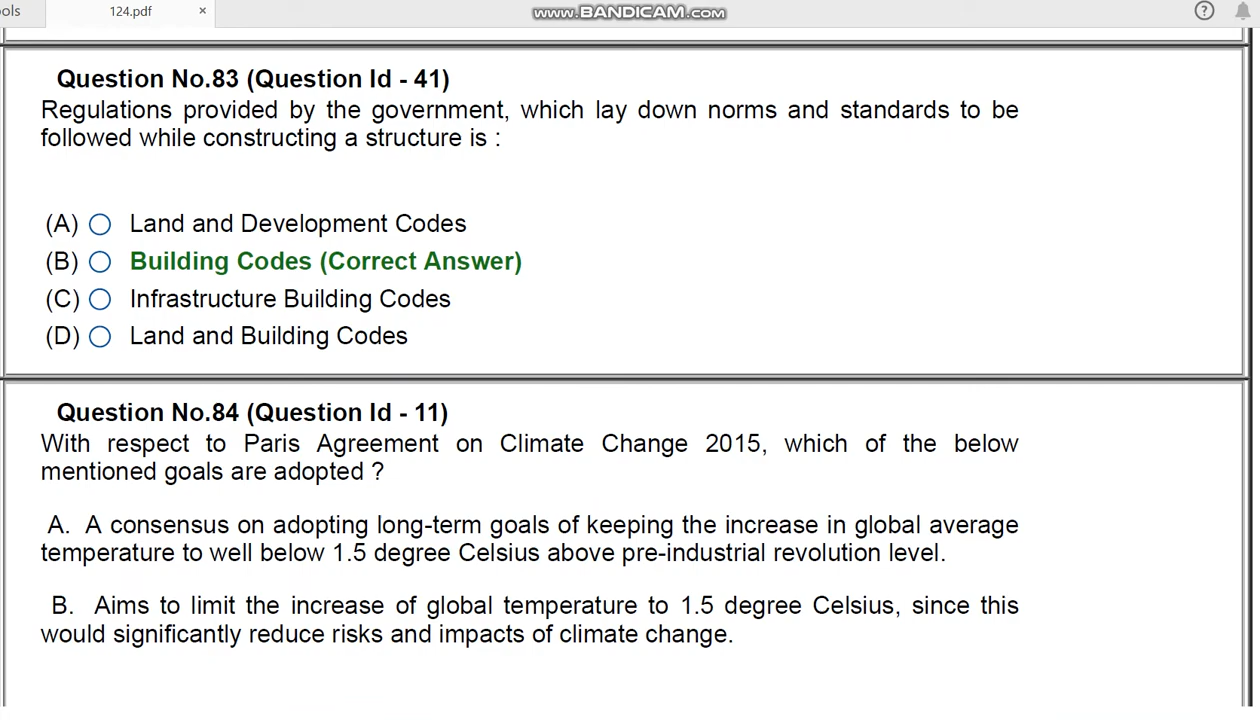 ols
124.pdf
×
www.BANDICAM.com
?
Question No.83 (Question Id - 41)
Regulations provided by the government, which lay down norms and standards to be
followed while constructing a structure is :
(A) Land and Development Codes
(B) Building Codes (Correct Answer)
(C) Infrastructure Building Codes
(D) Land and Building Codes
Question No.84 (Question Id - 11)
With respect to Paris Agreement on Climate Change 2015, which of the below
mentioned goals are adopted ?
A. A consensus on adopting long-term goals of keeping the increase in global average
temperature to well below 1.5 degree Celsius above pre-industrial revolution level.
B. Aims to limit the increase of global temperature to 1.5 degree Celsius, since this
would significantly reduce risks and impacts of climate change.